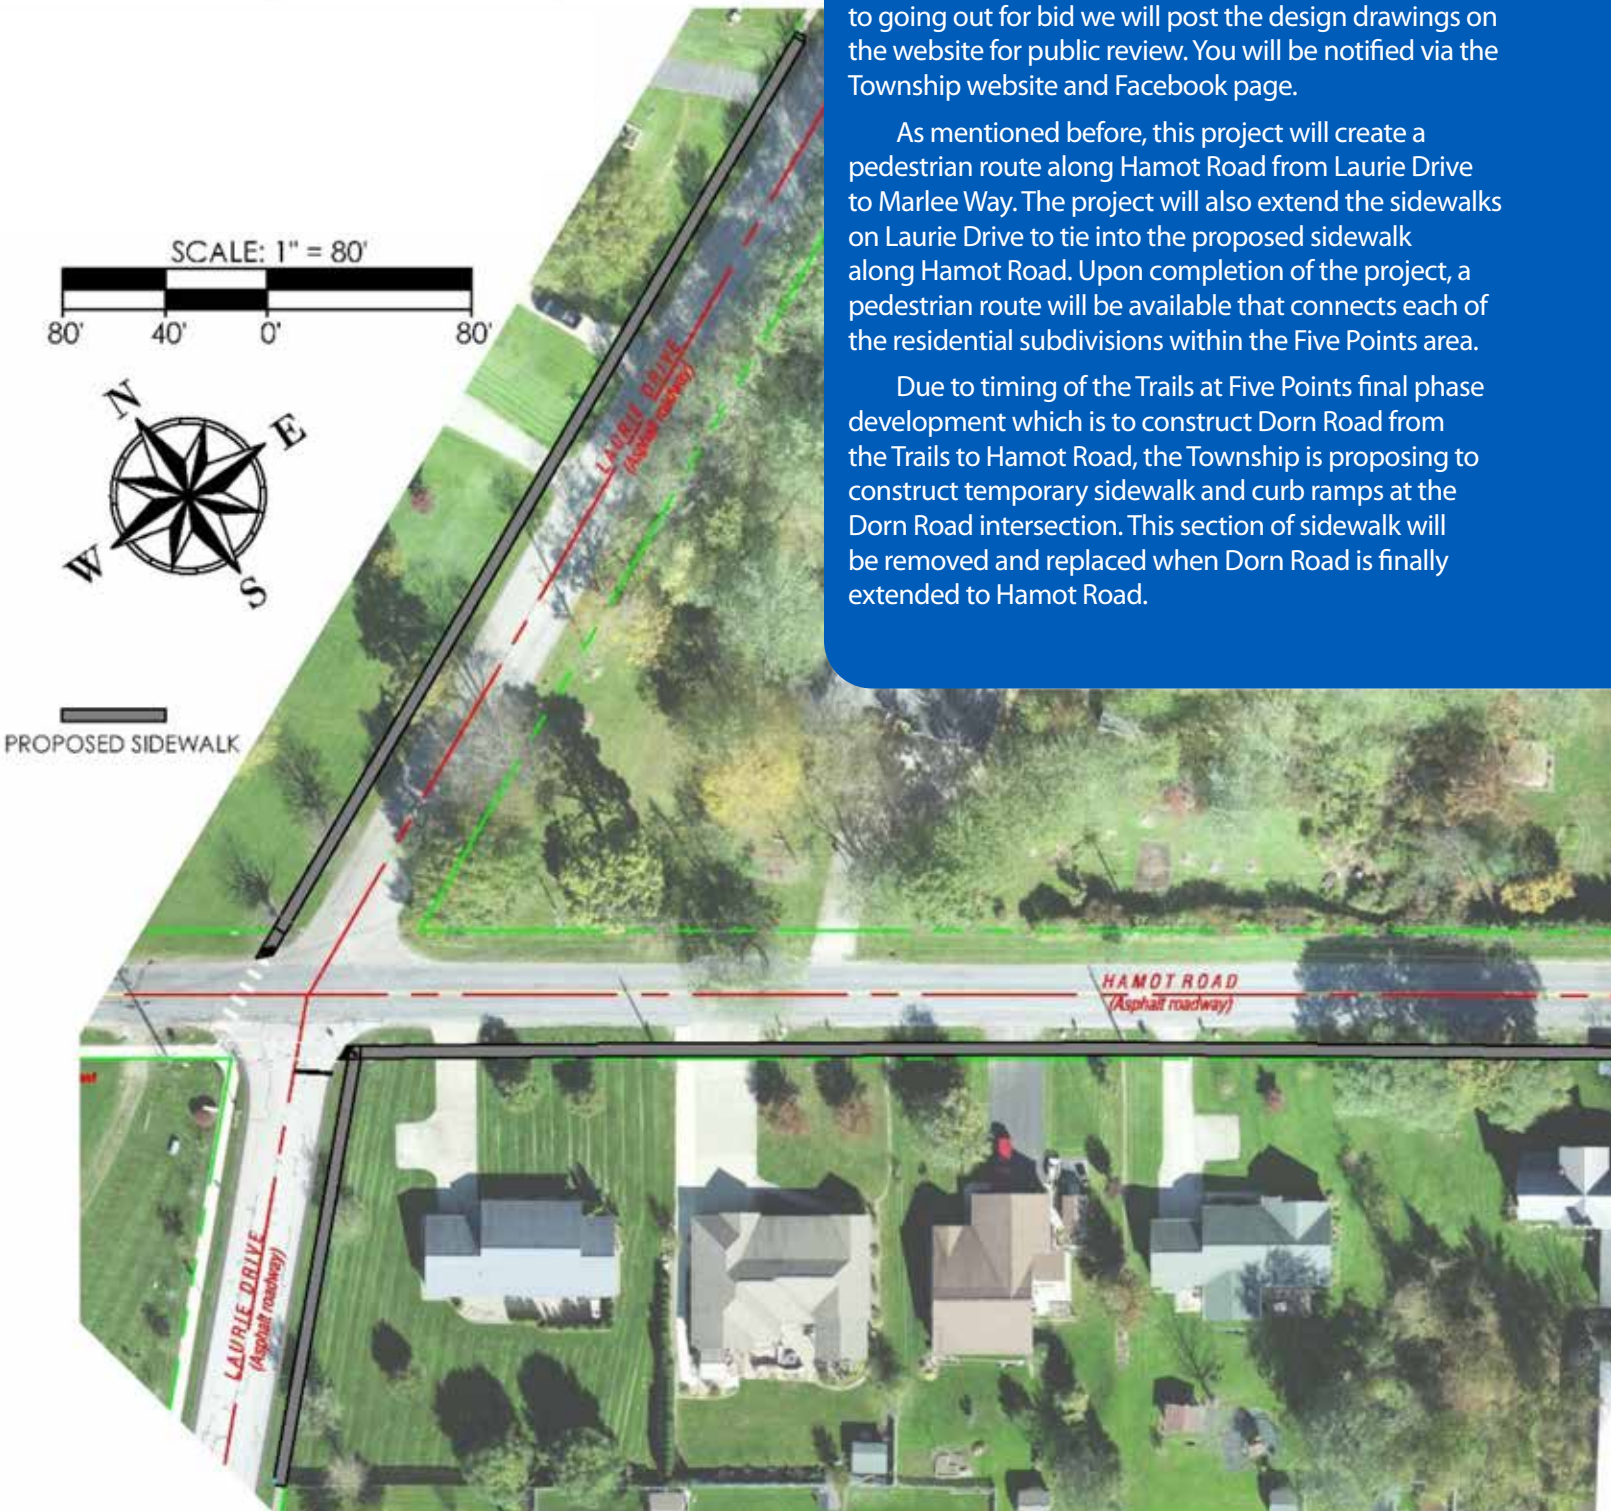 to going out for bid we will post the design drawings on
the website for public review. You will be notified via the
Township website and Facebook page.
As mentioned before, this project will create a
pedestrian route along Hamot Road from Laurie Drive
to Marlee Way. The project will also extend the sidewalks
on Laurie Drive to tie into the proposed sidewalk
along Hamot Road. Upon completion of the project, a
pedestrian route will be available that connects each of
the residential subdivisions within the Five Points area.
Due to timing of the Trails at Five Points final phase
development which is to construct Dorn Road from
the Trails to Hamot Road, the Township is proposing to
construct temporary sidewalk and curb ramps at the
Dorn Road intersection. This section of sidewalk will
be removed and replaced when Dorn Road is finally
extended to Hamot Road.
SCALE: 1" = 80'
80' 40' 0' 80'
N
E
W
S
PROPOSED SIDEWALK
LAURIE DRIVE
(Asphalt roadway)
HAMOT ROAD
(Asphalt roadway)
LAURIE DRIVE
(Asphalt roadway)